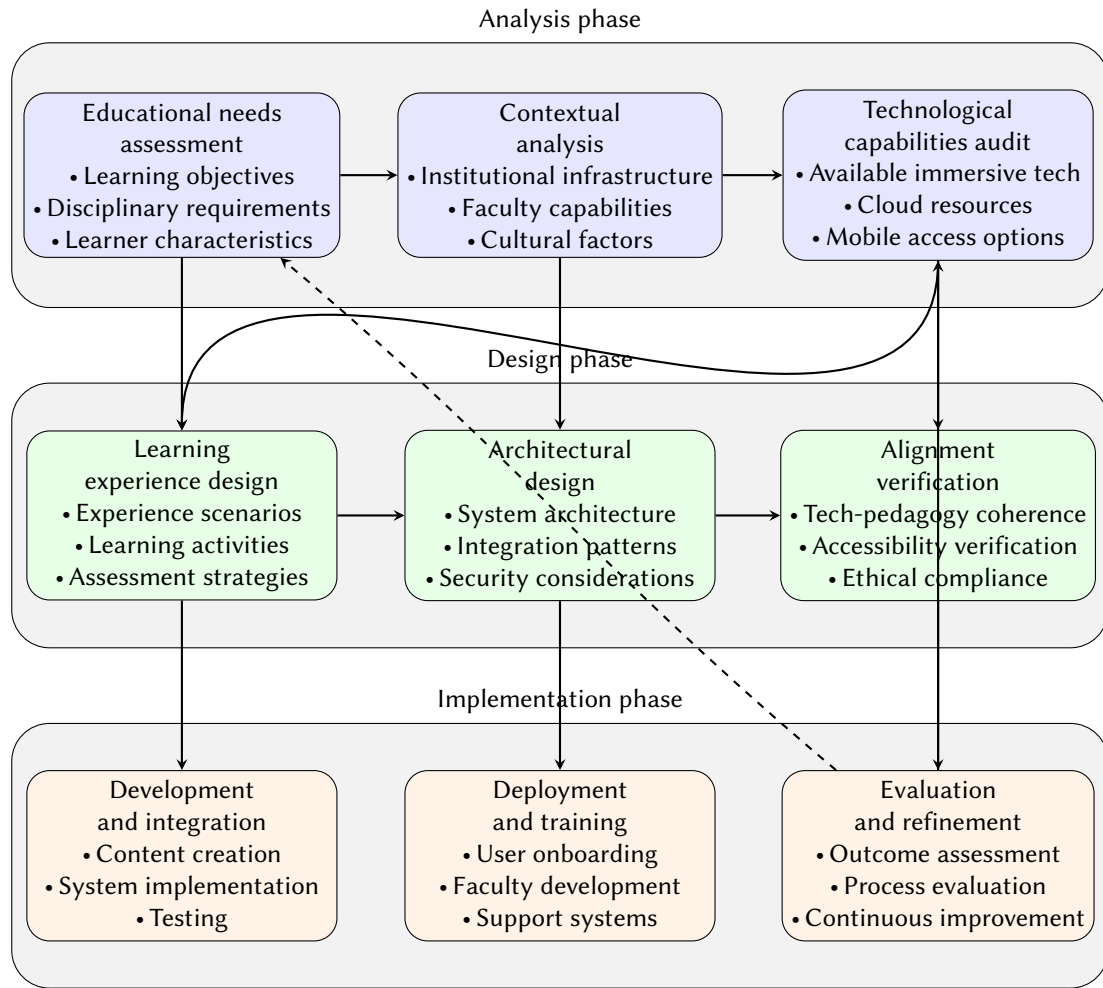 Analysis phase
Educational needs
assessment
• Learning objectives
• Disciplinary requirements
• Learner characteristics
Contextual
analysis
• Institutional infrastructure
• Faculty capabilities
• Cultural factors
Technological
capabilities audit
• Available immersive tech
• Cloud resources
• Mobile access options
Design phase
Learning
experience design
• Experience scenarios
• Learning activities
• Assessment strategies
Architectural
design
• System architecture
• Integration patterns
• Security considerations
Alignment
verification
• Tech-pedagogy coherence
• Accessibility verification
• Ethical compliance
Implementation phase
Development
and integration
• Content creation
• System implementation
• Testing
Deployment
and training
• User onboarding
• Faculty development
• Support systems
Evaluation
and refinement
• Outcome assessment
• Process evaluation
• Continuous improvement